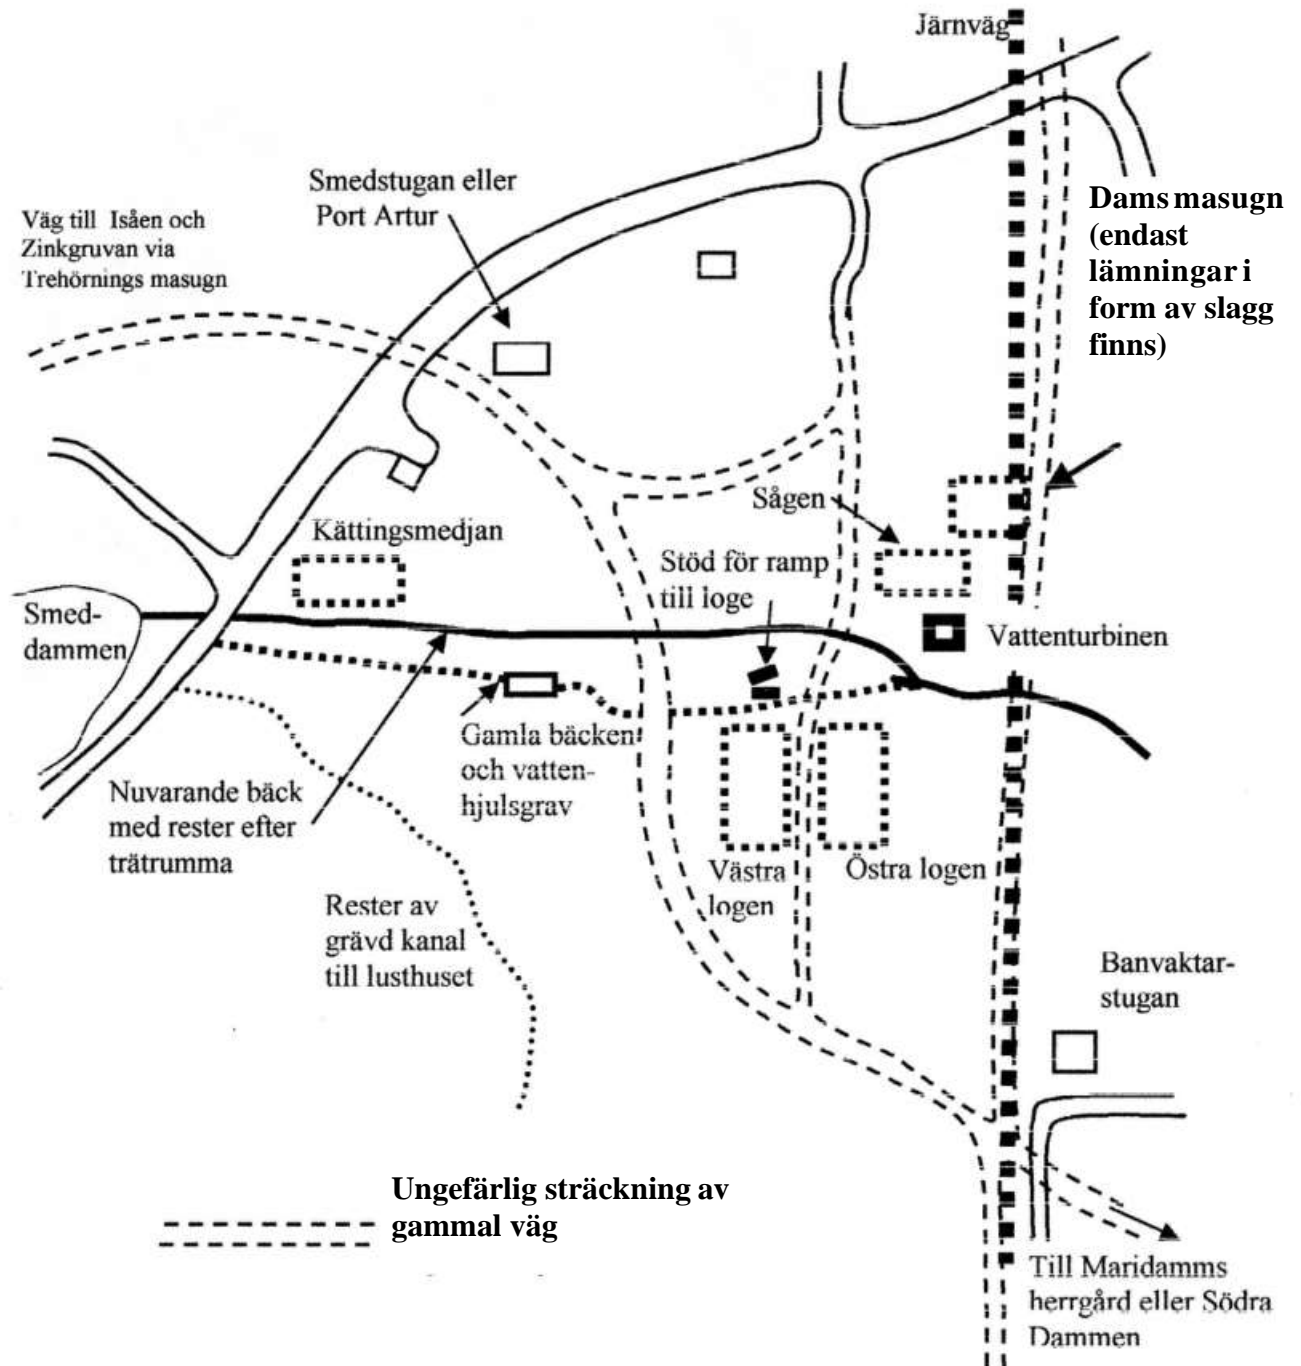 Järnväg
Smedstugan eller
Port Artur
Väg till Isåen och
Zinkgruvan via
Trehörnings masugn
Dams masugn
(endast
lämningar i
form av slagg
finns)
Sågen
Kättingsmedjan
Stöd för ramp
till loge
Smed-
dammen
Vattenturbinen
Gamla bäcken
och vatten-
hjulsgrav
Nuvarande bäck
med rester efter
trätrumma
Västra
logen
Östra logen
Rester av
grävd kanal
till lusthuset
Banvaktar-
stugan
Ungefärlig sträckning av
gammal väg
Till Maridamms
herrgård eller Södra
Dammen